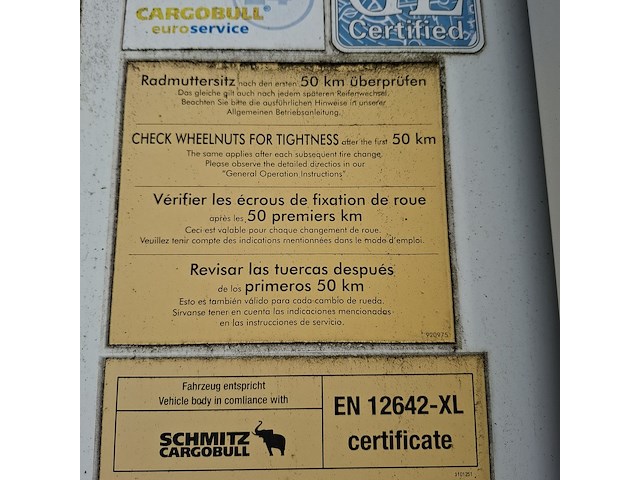 CARGOBULL
euroservice
Certified
Radmuttersitz nach den ersten 50 km überprüfen
Das gleiche gilt auch nach jedem späteren Reifenwechsel.
Beachten Sie bitte die ausführlichen Hinweise in unserer
Allgemeinen Betriebsanleitung.
CHECK WHEELNUTS FOR TIGHTNESS after the first 50 km
The same applies after each subsequent tire change.
Please observe the detailed directios in our
"General Operation Instructions"
Vérifier les écrous de fixation de roue
après les 50 premiers km
Ceci est valable pour chaque changement de roue.
Veuillez tenir compte des indications mentionnées dans le mode d'emploi.
Revisar las tuercas después
de los primeros 50 km
Esto es también válido para cada cambio de rueda.
Sirvanse tener en cuenta las indicaciones mencionadas
en las instrucciones de servicio.
920975
Fahrzeug entspricht
Vehicle body in comliance with
SCHMITZ
CARGOBULL
EN 12642-XL
certificate